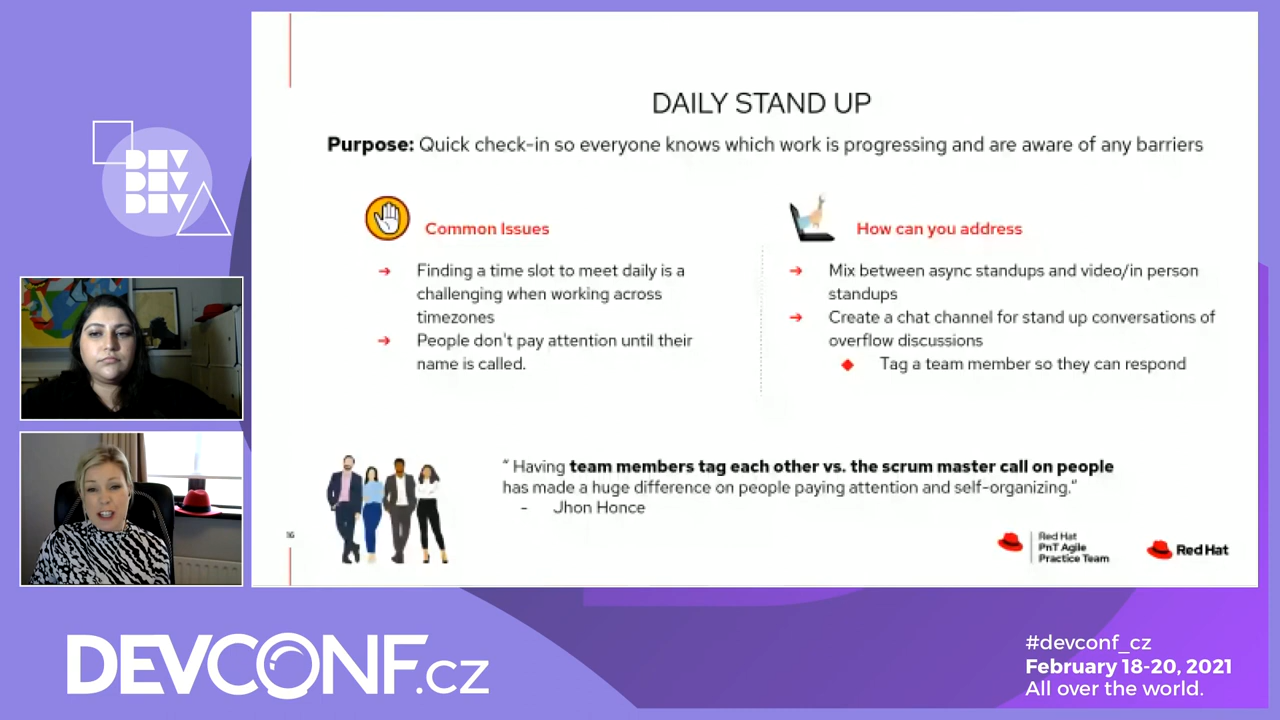 DEV
DEV
DEV
DAILY STAND UP
Purpose: Quick check-in so everyone knows which work is progressing and are aware of any barriers
Common Issues
➔ Finding a time slot to meet daily is a
challenging when working across
timezones
➔ People don't pay attention until their
name is called.
How can you address
➔ Mix between async standups and video/in person
standups
➔ Create a chat channel for stand up conversations of
overflow discussions
◆ Tag a team member so they can respond
“ Having team members tag each other vs. the scrum master call on people
has made a huge difference on people paying attention and self-organizing.”
- Jhon Honce
16
Red Hat
PnT Agile
Practice Team
Red Hat
DEVCONF.cz
#devconf_cz
February 18-20, 2021
All over the world.